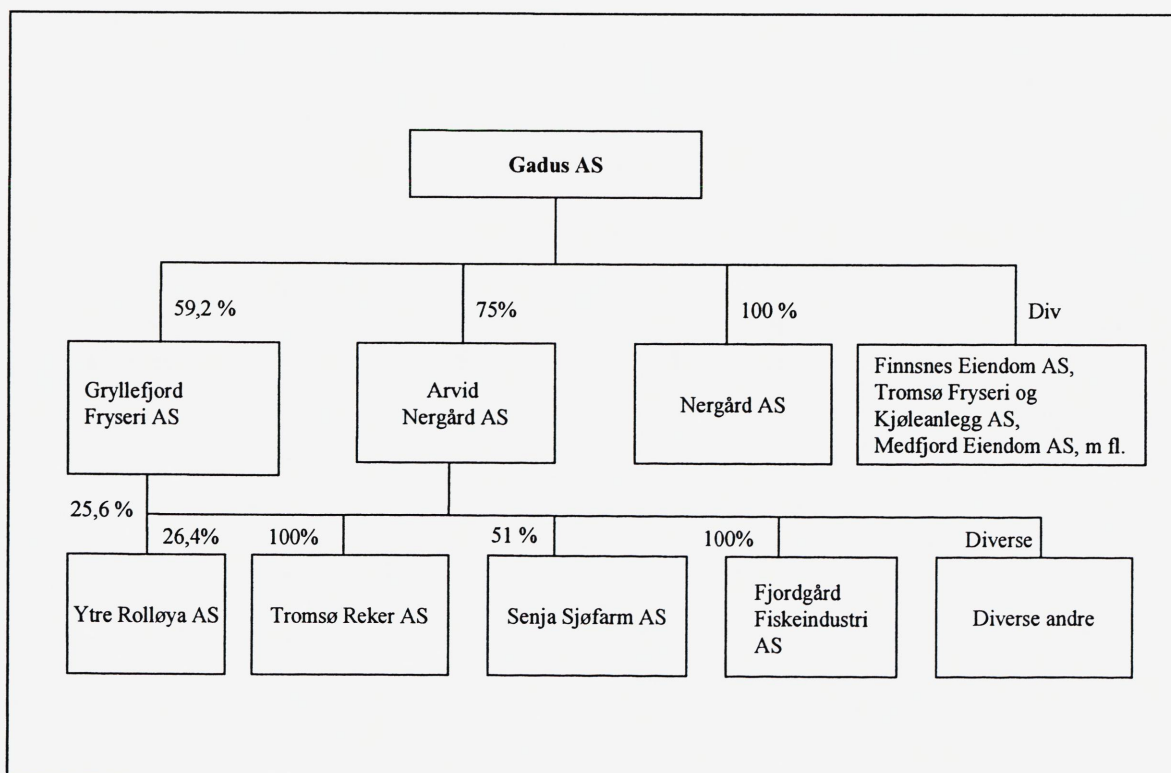 Gadus AS
59,2 %
75%
100 %
Div
Gryllefjord
Fryseri AS
Arvid
Nergård AS
Nergård AS
Finnsnes Eiendom AS,
Tromsø Fryseri og
Kjøleanlegg AS,
Medfjord Eiendom AS, m fl.
25,6 %
26,4%
100%
51 %
100%
Diverse
Ytre Rolløya AS
Tromsø Reker AS
Senja Sjøfarm AS
Fjordgård
Fiskeindustri
AS
Diverse andre